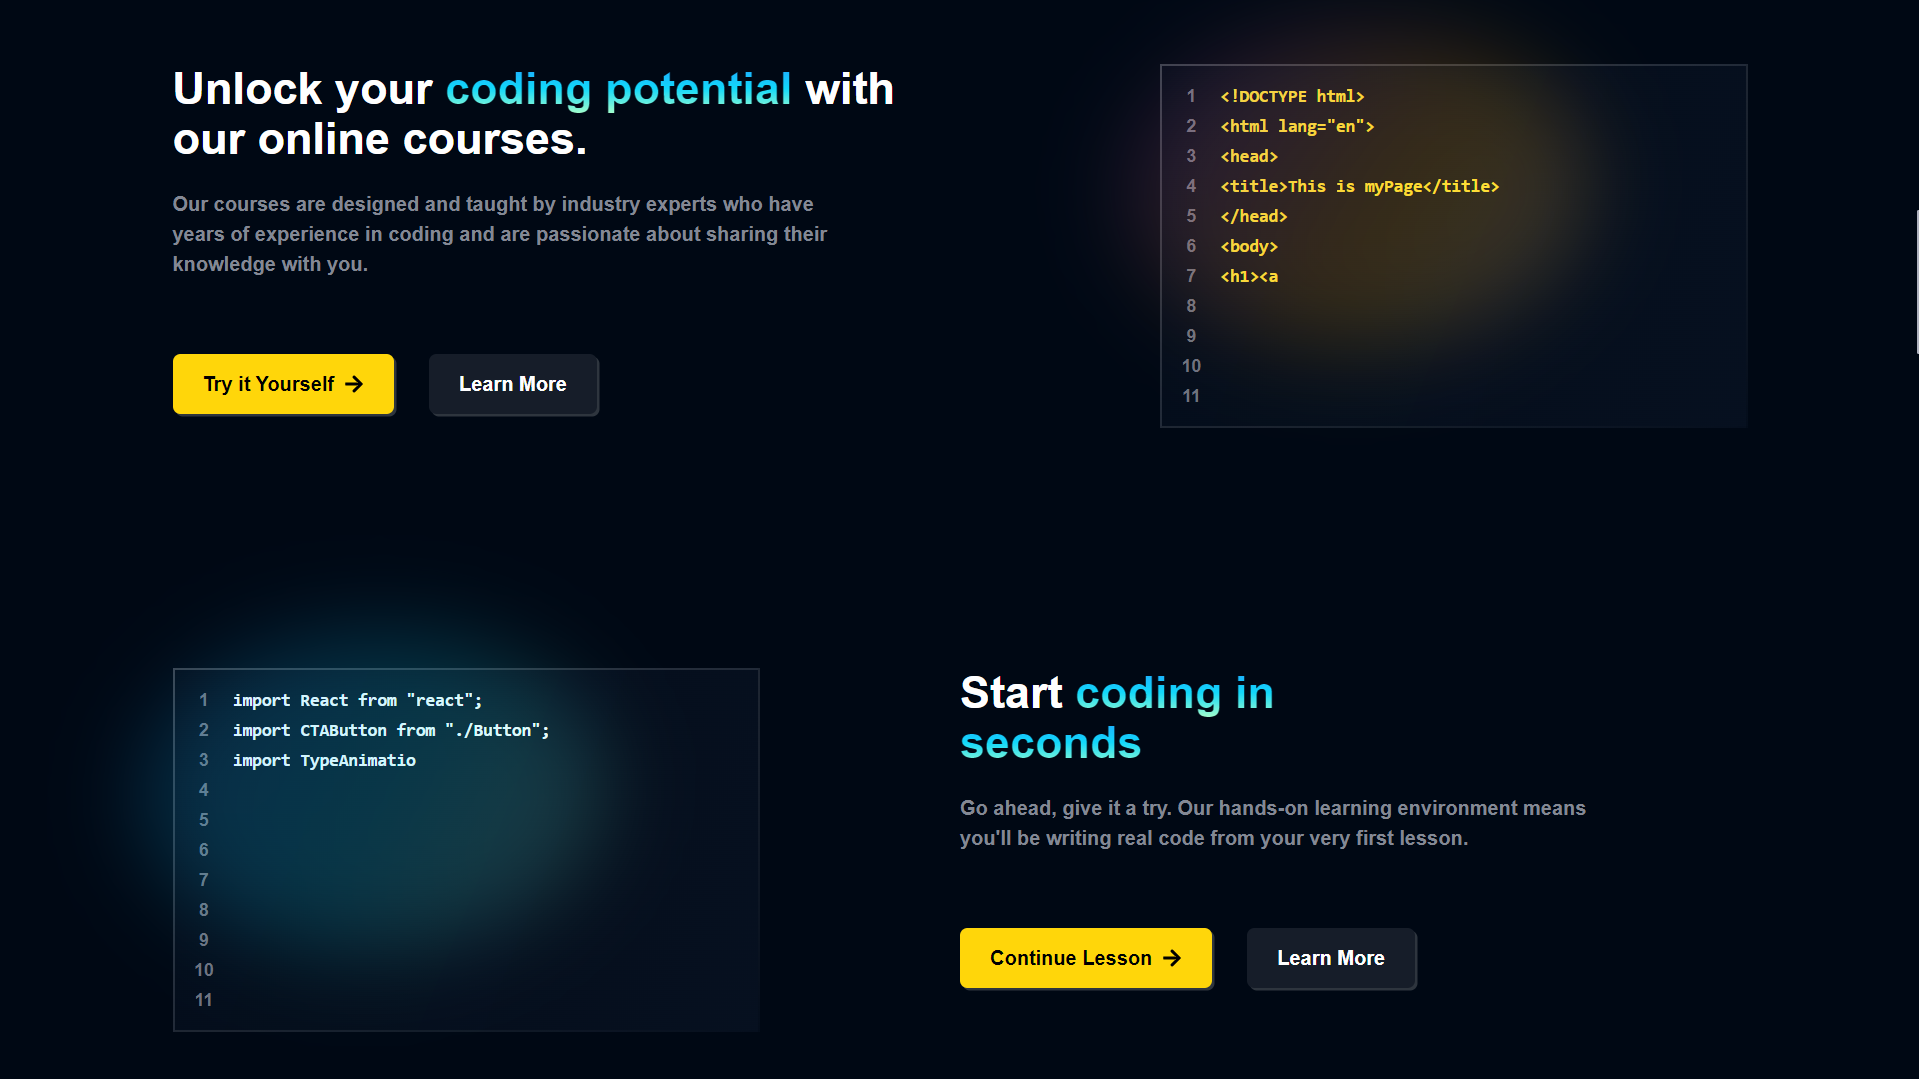 Unlock your coding potential with
our online courses.
Our courses are designed and taught by industry experts who have
years of experience in coding and are passionate about sharing their
knowledge with you.
Try it Yourself →
Learn More
1 <!DOCTYPE html>
2 <html lang="en">
3 <head>
4 <title>This is myPage</title>
5 </head>
6 <body>
7 <h1><a
8
9
10
11
1 import React from "react";
2 import CTAButton from "./Button";
3 import TypeAnimatio
4
5
6
7
8
9
10
11
Start coding in
seconds
Go ahead, give it a try. Our hands-on learning environment means
you'll be writing real code from your very first lesson.
Continue Lesson →
Learn More